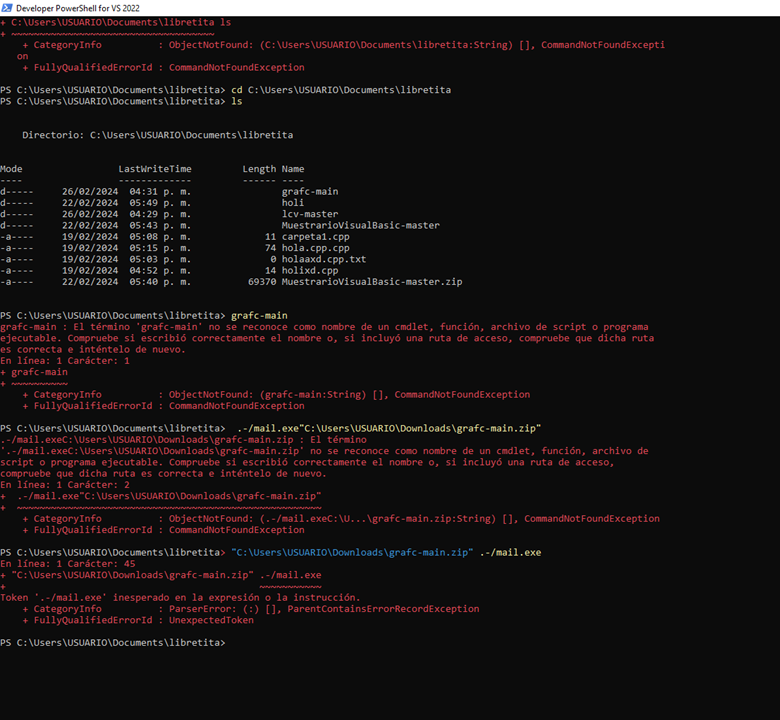 Developer PowerShell for VS 2022
+ C:\Users\USUARIO\Documents\libretita ls
+ ~~~~~~~~~~~~~~~~~~~~~~~~~~~~~~~~~~~~
    + CategoryInfo          : ObjectNotFound: (C:\Users\USUARIO\Documents\libretita:String) [], CommandNotFoundExcepti
   on
    + FullyQualifiedErrorId : CommandNotFoundException
PS C:\Users\USUARIO\Documents\libretita> cd C:\Users\USUARIO\Documents\libretita
PS C:\Users\USUARIO\Documents\libretita> ls
    Directorio: C:\Users\USUARIO\Documents\libretita
Mode                 LastWriteTime         Length Name
----                 -------------         ------ ----
d-----     26/02/2024  04:31 p. m.                grafc-main
d-----     22/02/2024  05:49 p. m.                holi
d-----     26/02/2024  04:29 p. m.                lcv-master
d-----     22/02/2024  05:43 p. m.                MuestrarioVisualBasic-master
-a----     19/02/2024  05:08 p. m.             11 carpeta1.cpp
-a----     19/02/2024  05:15 p. m.             74 hola.cpp.cpp
-a----     19/02/2024  05:03 p. m.              0 holaaxd.cpp.txt
-a----     19/02/2024  04:52 p. m.             14 holixd.cpp
-a----     22/02/2024  05:40 p. m.          69370 MuestrarioVisualBasic-master.zip
PS C:\Users\USUARIO\Documents\libretita> grafc-main
grafc-main : El término 'grafc-main' no se reconoce como nombre de un cmdlet, función, archivo de script o programa
ejecutable. Compruebe si escribió correctamente el nombre o, si incluyó una ruta de acceso, compruebe que dicha ruta
es correcta e inténtelo de nuevo.
En línea: 1 Carácter: 1
+ grafc-main
+ ~~~~~~~~~~
    + CategoryInfo          : ObjectNotFound: (grafc-main:String) [], CommandNotFoundException
    + FullyQualifiedErrorId : CommandNotFoundException
PS C:\Users\USUARIO\Documents\libretita>  .-/mail.exe"C:\Users\USUARIO\Downloads\grafc-main.zip"
.-/mail.exeC:\Users\USUARIO\Downloads\grafc-main.zip : El término
'.-/mail.exeC:\Users\USUARIO\Downloads\grafc-main.zip' no se reconoce como nombre de un cmdlet, función, archivo de
script o programa ejecutable. Compruebe si escribió correctamente el nombre o, si incluyó una ruta de acceso,
compruebe que dicha ruta es correcta e inténtelo de nuevo.
En línea: 1 Carácter: 2
+  .-/mail.exe"C:\Users\USUARIO\Downloads\grafc-main.zip"
+  ~~~~~~~~~~~~~~~~~~~~~~~~~~~~~~~~~~~~~~~~~~~~~~~~~~~~~~
    + CategoryInfo          : ObjectNotFound: (.-/mail.exeC:\U...\grafc-main.zip:String) [], CommandNotFoundException
    + FullyQualifiedErrorId : CommandNotFoundException
PS C:\Users\USUARIO\Documents\libretita> "C:\Users\USUARIO\Downloads\grafc-main.zip" .-/mail.exe
En línea: 1 Carácter: 45
+ "C:\Users\USUARIO\Downloads\grafc-main.zip" .-/mail.exe
+                                             ~~~~~~~~~~~
Token '.-/mail.exe' inesperado en la expresión o la instrucción.
    + CategoryInfo          : ParserError: (:) [], ParentContainsErrorRecordException
    + FullyQualifiedErrorId : UnexpectedToken
PS C:\Users\USUARIO\Documents\libretita>